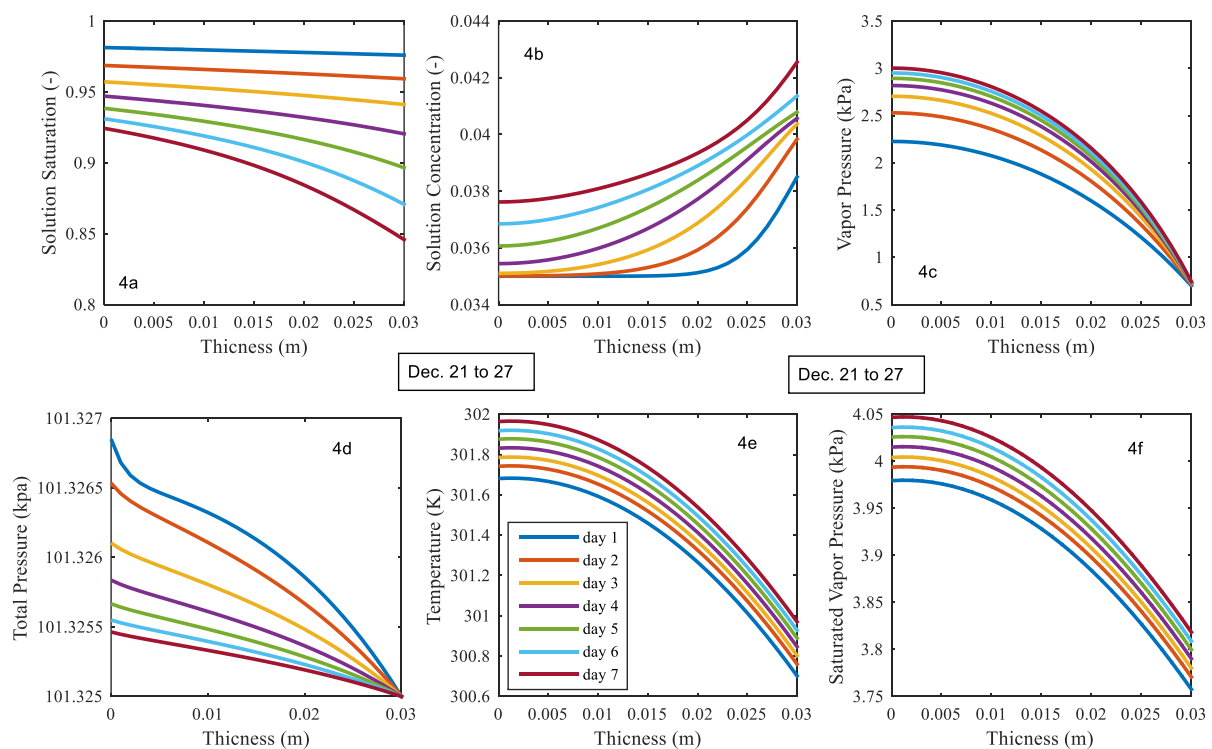 Solution Saturation (-)
1
0.95
0.9
0.85
0.8
4a
0 0.005 0.01 0.015 0.02 0.025 0.03
Thicness (m)
Solution Concentration (-)
0.044
0.042
0.04
0.038
0.036
0.034
4b
0 0.005 0.01 0.015 0.02 0.025 0.03
Thicness (m)
Vapor Pressure (kPa)
3.5
3
2.5
2
1.5
1
0.5
4c
0 0.005 0.01 0.015 0.02 0.025 0.03
Thicness (m)
Dec. 21 to 27
Dec. 21 to 27
Total Pressure (kpa)
101.327
101.3265
101.326
101.3255
101.325
4d
0 0.01 0.02 0.03
Thicness (m)
Temperature (K)
302
301.8
301.6
301.4
301.2
301
300.8
300.6
4e
day 1
day 2
day 3
day 4
day 5
day 6
day 7
0 0.005 0.01 0.015 0.02 0.025 0.03
Thicness (m)
Saturated Vapor Pressure (kPa)
4.05
4
3.95
3.9
3.85
3.8
3.75
4f
0 0.005 0.01 0.015 0.02 0.025 0.03
Thicness (m)